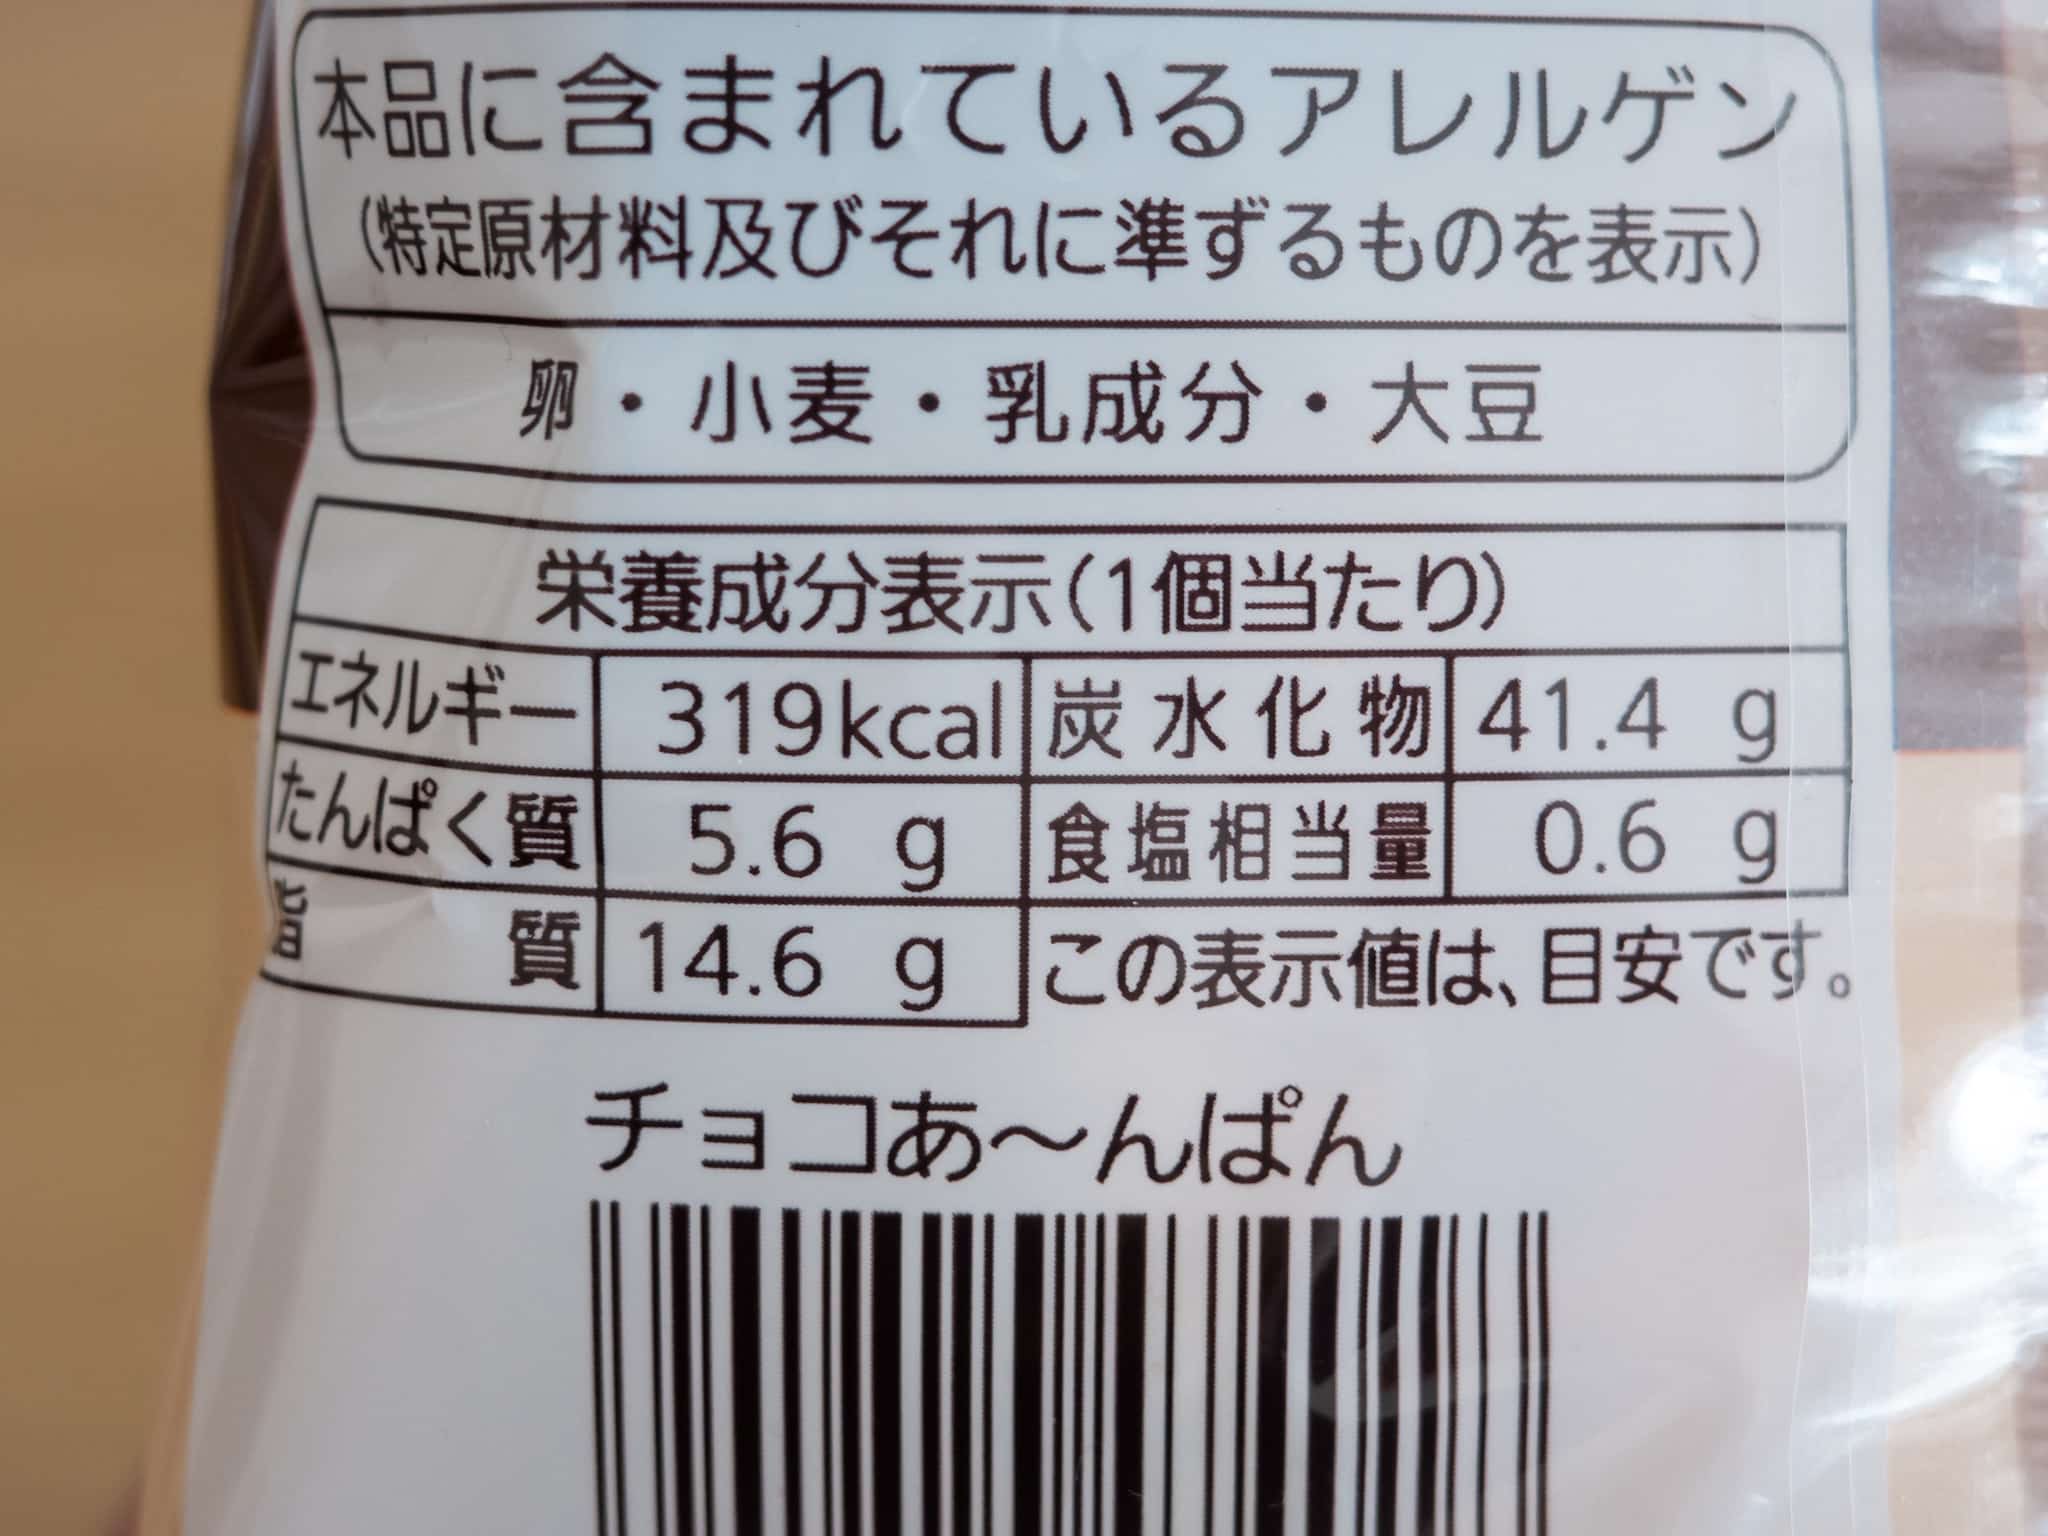 本品に含まれているアレルゲン
(特定原材料及びそれに準ずるものを表示)
卵・小麦・乳成分・大豆
栄養成分表示(1個当たり)
エネルギー 319kcal 炭水化物 41.4 g
たんぱく質 5.6 g 食塩相当量 0.6 g
脂質 14.6 g この表示値は、目安です。
チョコあ〜んぱん